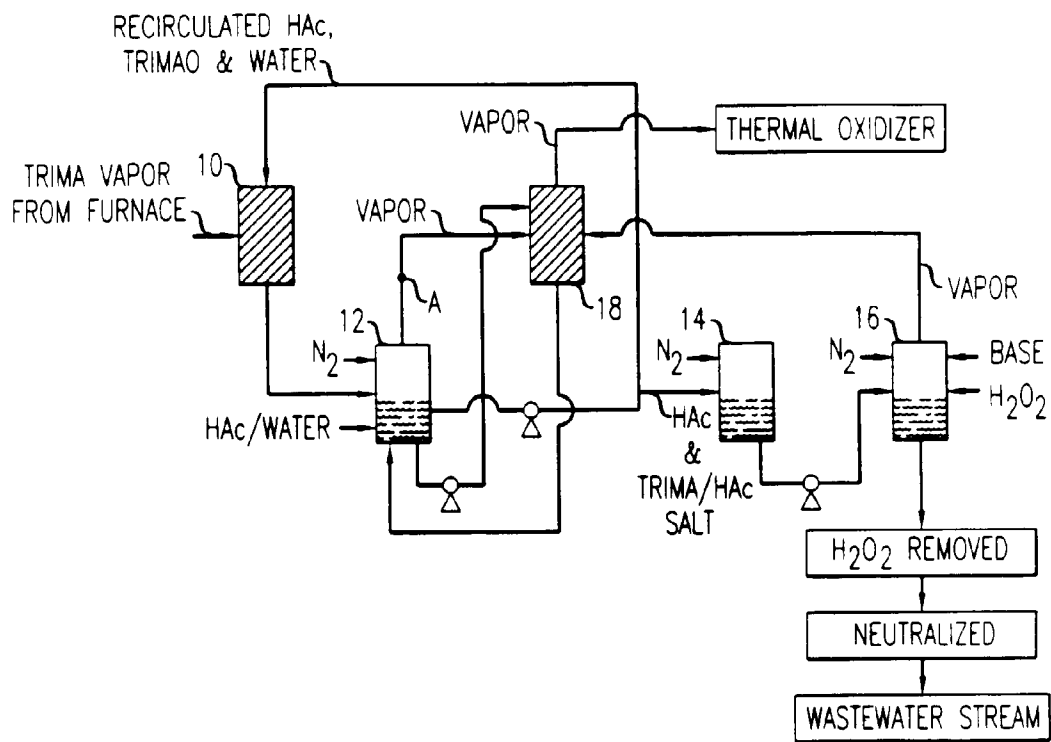 RECIRCULATED HAc,
TRIMAO & WATER
VAPOR
THERMAL OXIDIZER
10
TRIMA VAPOR
FROM FURNACE
VAPOR
A
18
VAPOR
12
N2
HAc/WATER
14
N2
HAc
&
TRIMA/HAc
SALT
16
N2
BASE
H2O2
H2O2 REMOVED
NEUTRALIZED
WASTEWATER STREAM